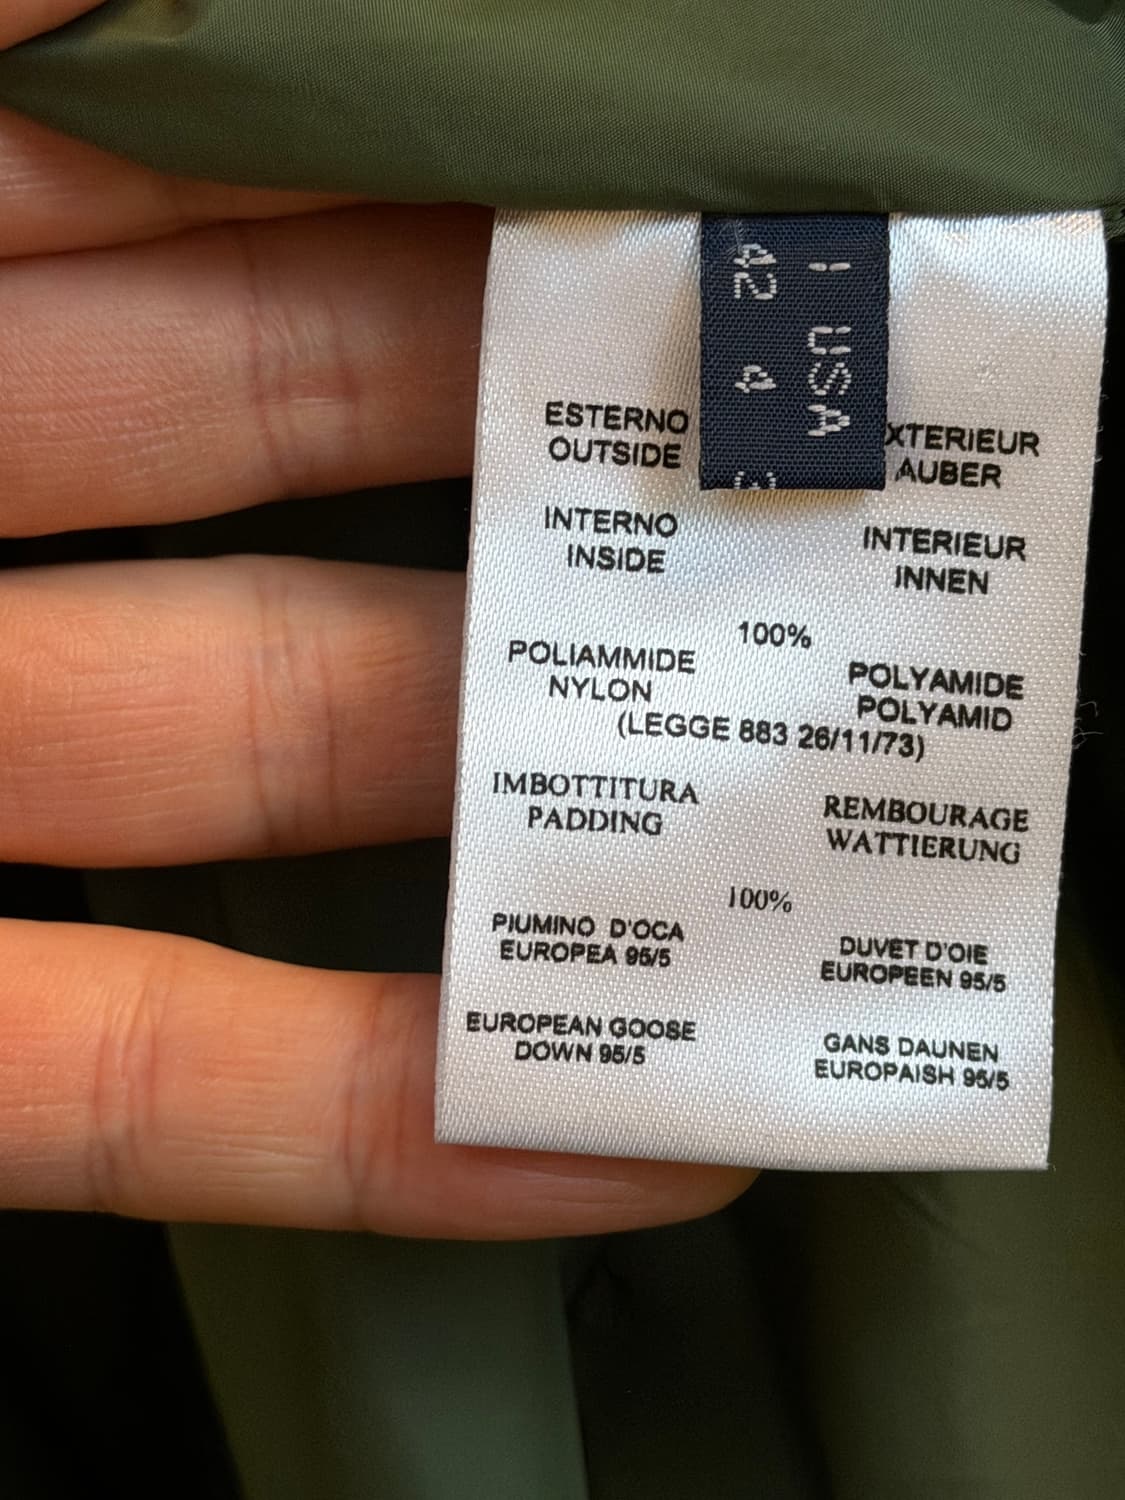 I USA
42 4
ESTERNO
OUTSIDE
XTERIEUR
AUBER
INTERNO
INSIDE
INTERIEUR
INNEN
100%
POLIAMMIDE
NYLON
POLYAMIDE
POLYAMID
(LEGGE 883 26/11/73)
IMBOTTITURA
PADDING
REMBOURAGE
WATTIERUNG
100%
PIUMINO D'OCA
EUROPEA 95/5
DUVET D'OIE
EUROPEEN 95/5
EUROPEAN GOOSE
DOWN 95/5
GANS DAUNEN
EUROPAISH 95/5